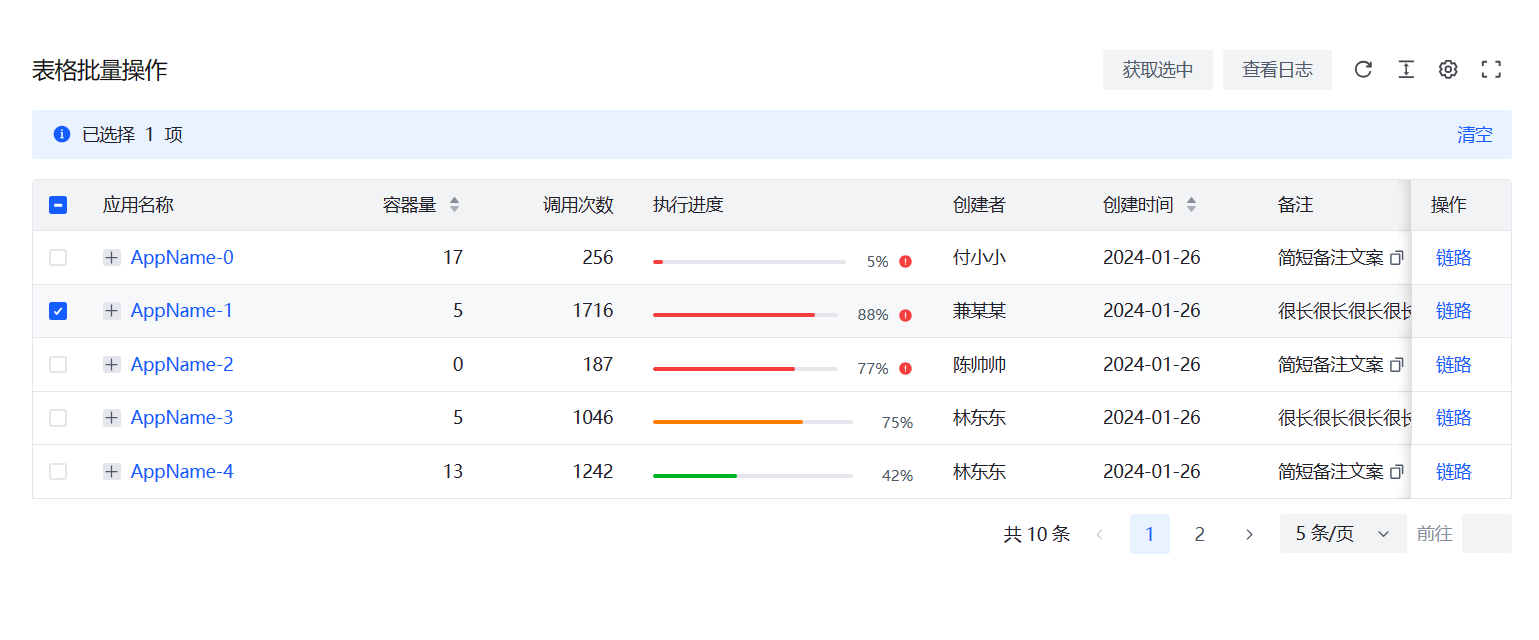 表格批量操作 获取选中 查看日志
已选择 1 项 清空
应用名称 容器量 调用次数 执行进度 创建者 创建时间 备注 操作
AppName-0 17 256 5% 付小小 2024-01-26 简短备注文案 链路
AppName-1 5 1716 88% 兼某某 2024-01-26 很长很长很长很长 链路
AppName-2 0 187 77% 陈帅帅 2024-01-26 简短备注文案 链路
AppName-3 5 1046 75% 林东东 2024-01-26 很长很长很长很长 链路
AppName-4 13 1242 42% 林东东 2024-01-26 简短备注文案 链路
共 10 条 1 2 5 条/页 前往